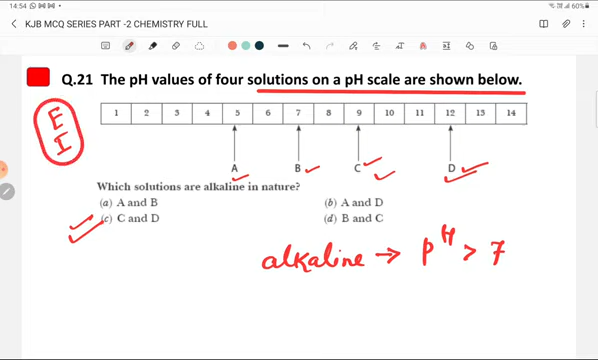 14:54
60%
KJB MCQ SERIES PART -2 CHEMISTRY FULL
Q.21 The pH values of four solutions on a pH scale are shown below.
1 2 3 4 5 6 7 8 9 10 11 12 13 14
E
I
A B C D
Which solutions are alkaline in nature?
(a) A and B (b) A and D
(c) C and D (d) B and C
alkaline → pH > 7